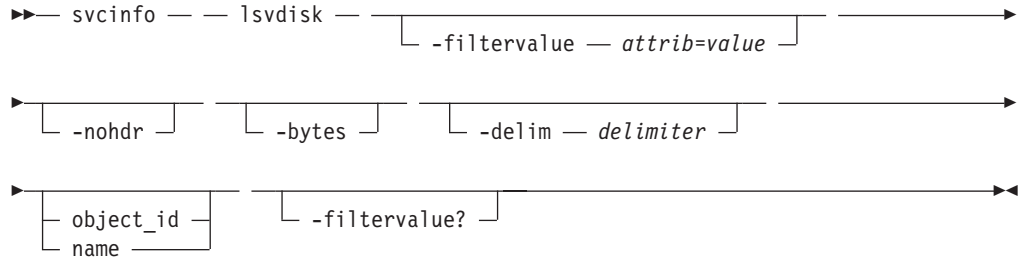 svcinfo lsvdisk
-filtervalue attrib=value
-nohdr -bytes -delim delimiter
object_id -filtervalue?
name